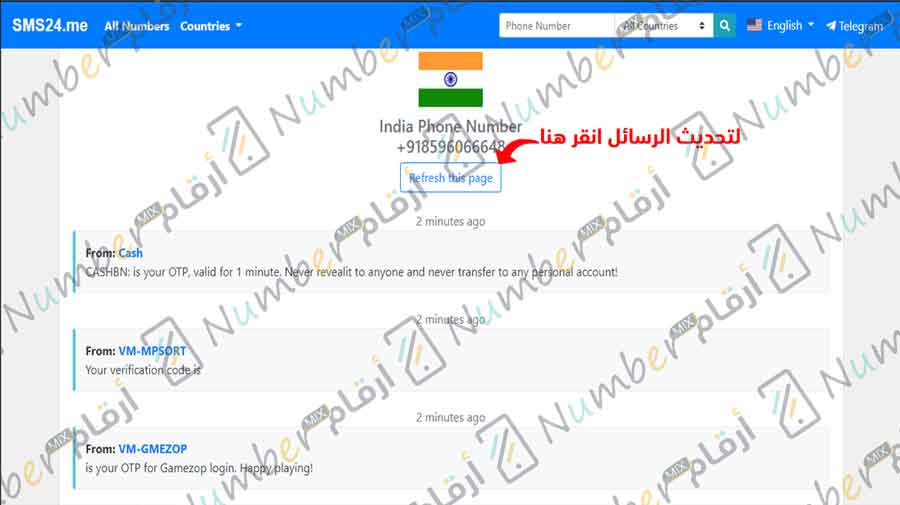 SMS24.me All Numbers Countries Phone Number All Countries English Telegram
India Phone Number
+918596066648
لتحديث الرسائل انقر هنا
Refresh this page
2 minutes ago
From: Cash
CASHBN: is your OTP, valid for 1 minute. Never revealit to anyone and never transfer to any personal account!
2 minutes ago
From: VM-MPSORT
Your verification code is
2 minutes ago
From: VM-GMEZOP
is your OTP for Gamezop login. Happy playing!
Number أرقام MIX